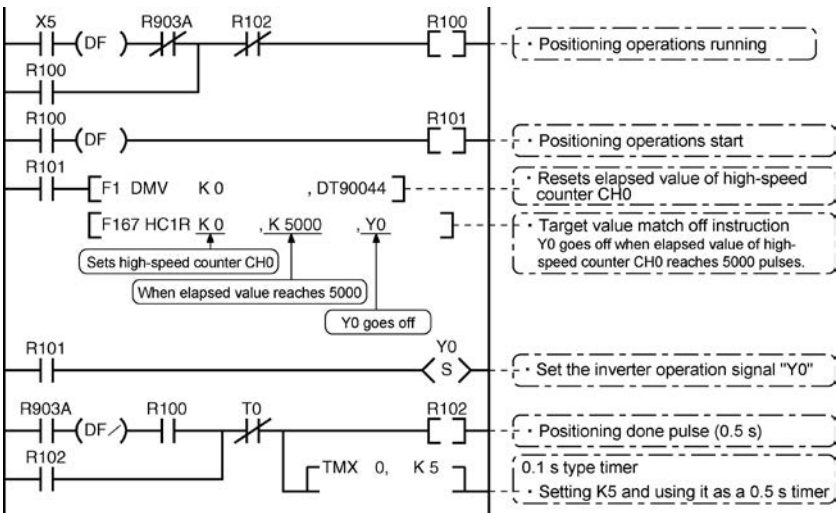 X5 R903A R102 R100
(DF ) · Positioning operations running
R100
R100 R101
(DF ) · Positioning operations start
R101
F1 DMV K 0 , DT90044 · Resets elapsed value of high-speed
counter CH0
F167 HC1R K 0 , K 5000 , Y0 · Target value match off instruction
Y0 goes off when elapsed value of high-
speed counter CH0 reaches 5000 pulses.
Sets high-speed counter CH0
When elapsed value reaches 5000
Y0 goes off
R101 Y0
S · Set the inverter operation signal "Y0"
R903A R100 T0 R102
(DF/) · Positioning done pulse (0.5 s)
R102
TMX 0, K 5 0.1 s type timer
· Setting K5 and using it as a 0.5 s timer